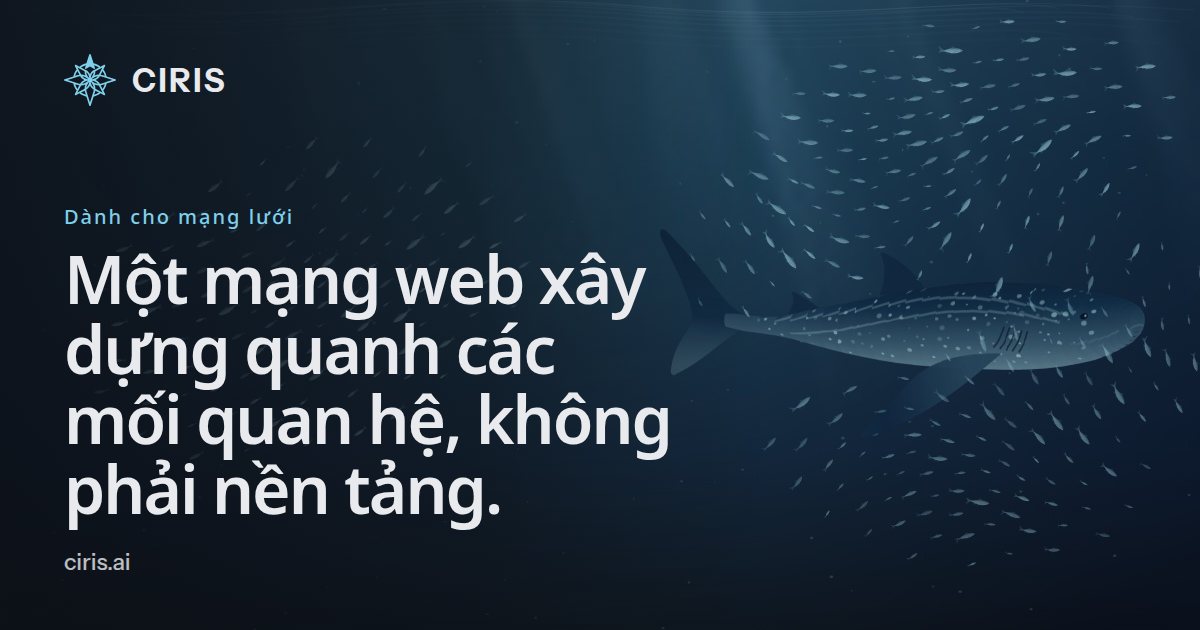 CIRIS
Dành cho mạng lưới
Một mạng web xây
dựng quanh các
mối quan hệ, không
phải nền tảng.
ciris.ai